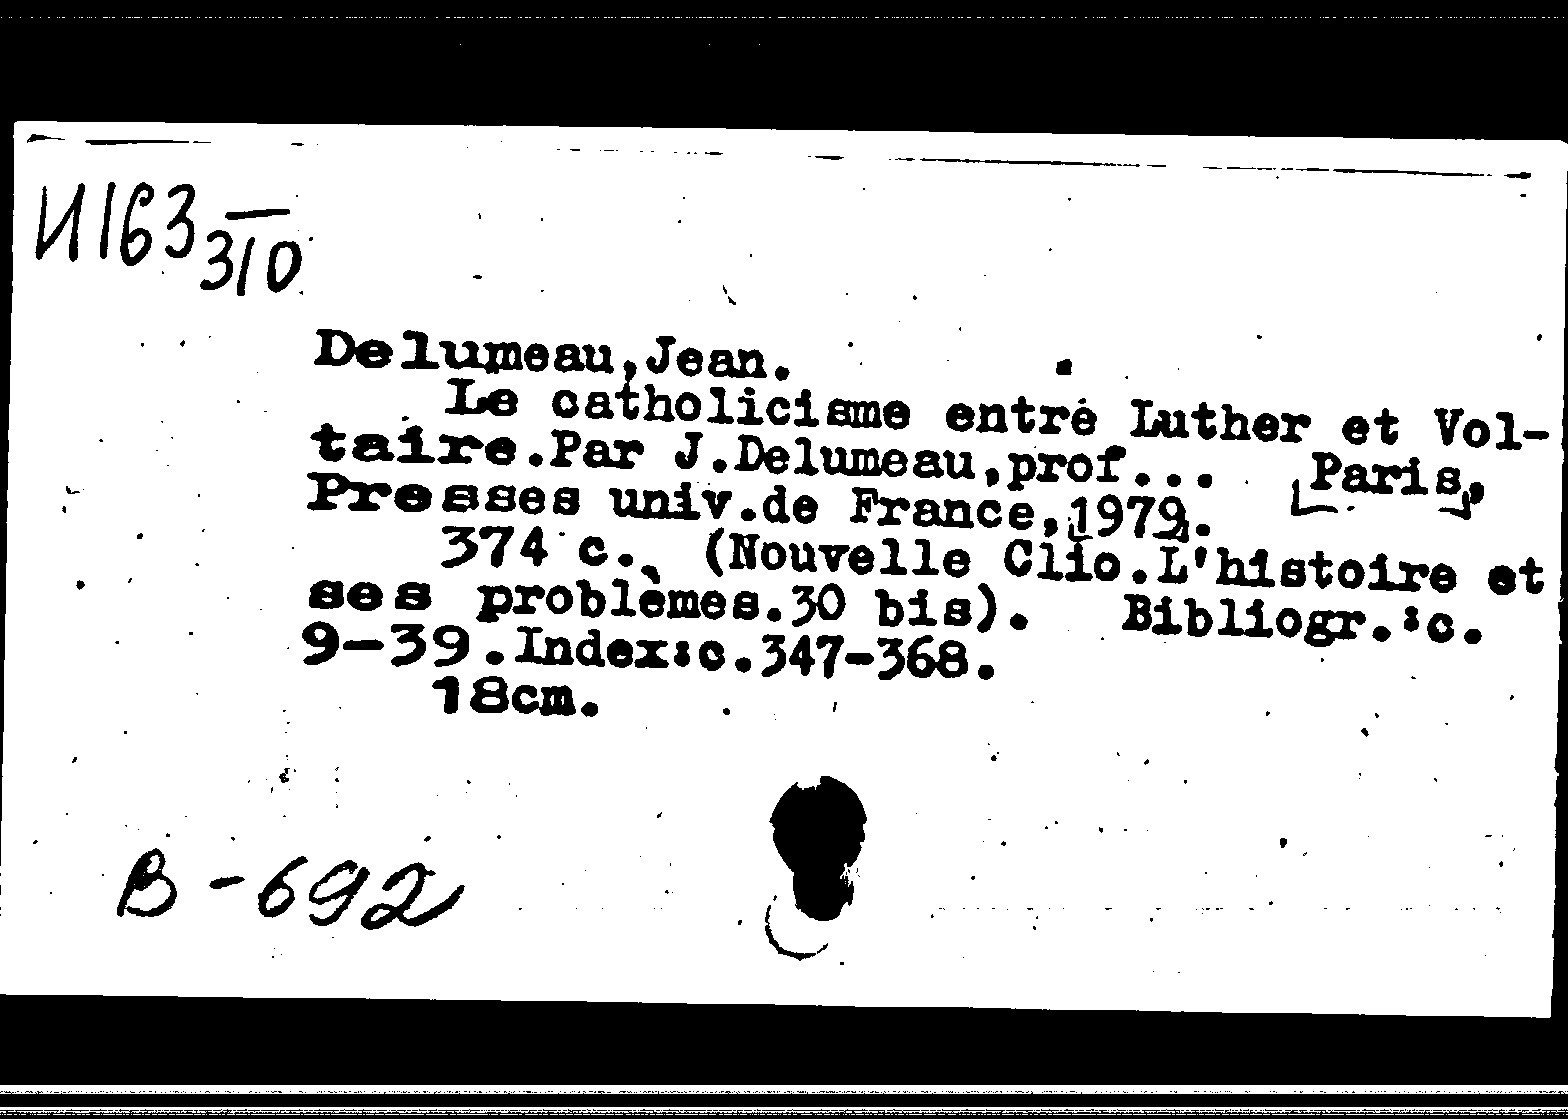 И163 —
310
Delumeau,Jean.
Le catholicisme entre Luther et Vol-
taire.Par J.Delumeau,prof... [Paris],
Presses univ.de France,[1979].
374 с., (Nouvelle Clio.L'histoire et
ses problèmes.30 bis). Bibliogr.:с.
9-39.Index:с.347-368.
18cm.
В-692